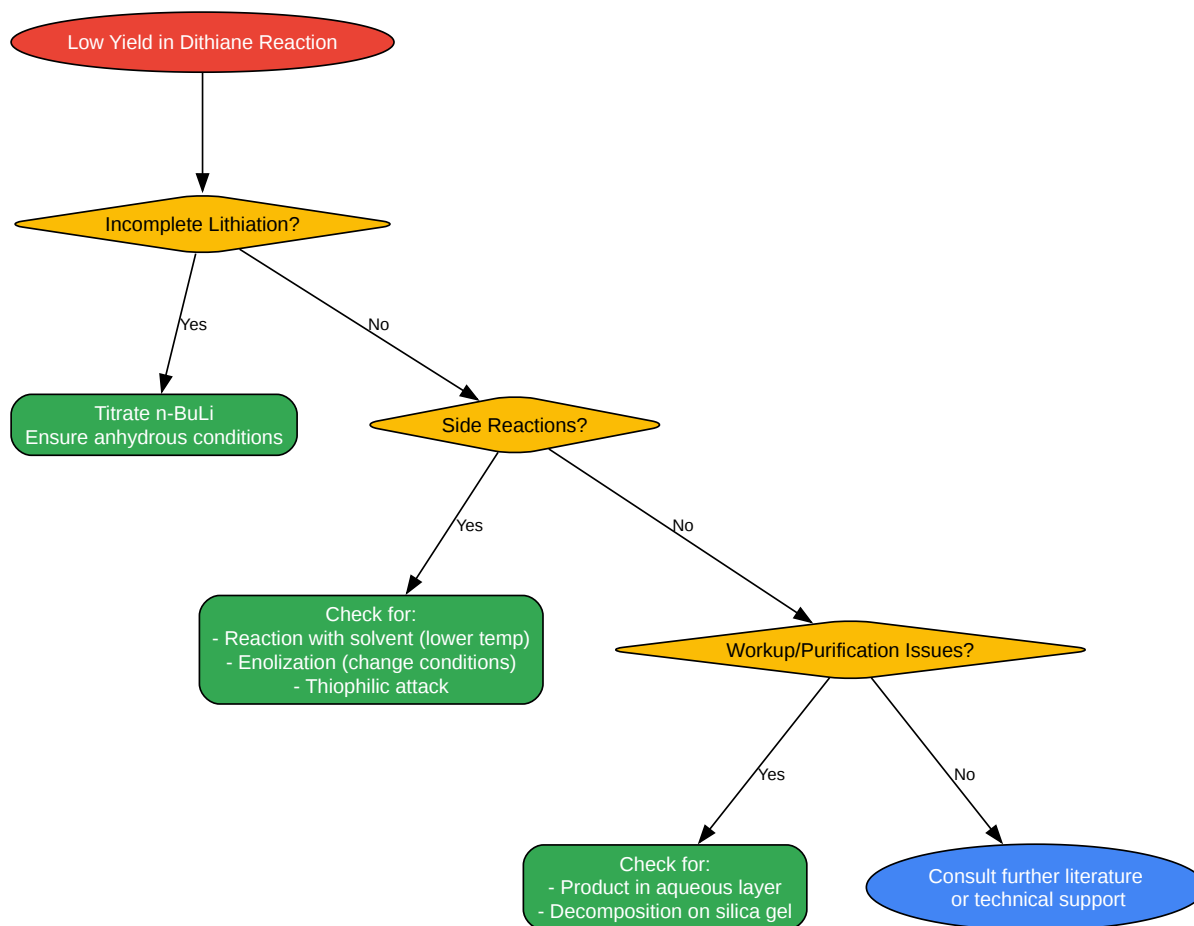 Low Yield in Dithiane Reaction
Incomplete Lithiation?
Yes
No
Titrate n-BuLi
Ensure anhydrous conditions
Side Reactions?
Yes
No
Check for:
- Reaction with solvent (lower temp)
- Enolization (change conditions)
- Thiophilic attack
Workup/Purification Issues?
Yes
No
Check for:
- Product in aqueous layer
- Decomposition on silica gel
Consult further literature
or technical support